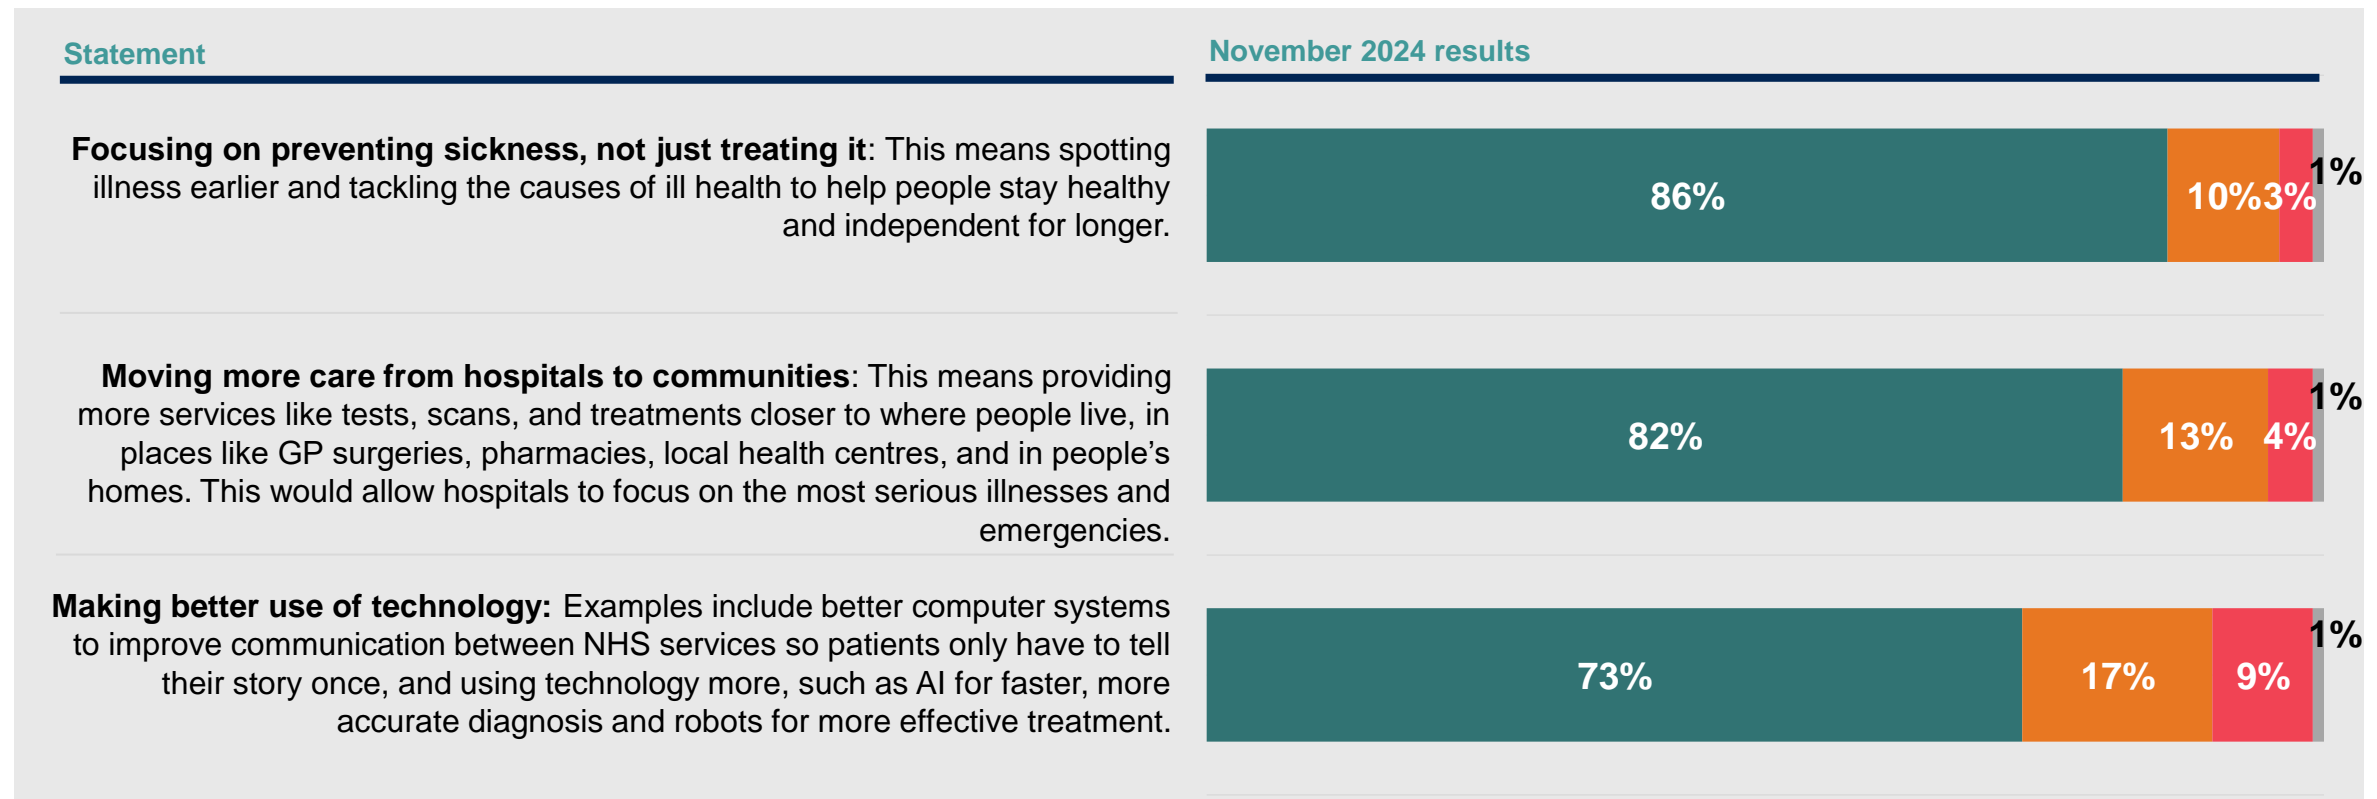 Statement
November 2024 results
Focusing on preventing sickness, not just treating it: This means spotting
illness earlier and tackling the causes of ill health to help people stay healthy
and independent for longer.
86%
10%
3%
1%
Moving more care from hospitals to communities: This means providing
more services like tests, scans, and treatments closer to where people live, in
places like GP surgeries, pharmacies, local health centres, and in people’s
homes. This would allow hospitals to focus on the most serious illnesses and
emergencies.
82%
13%
4%
1%
Making better use of technology: Examples include better computer systems
to improve communication between NHS services so patients only have to tell
their story once, and using technology more, such as AI for faster, more
accurate diagnosis and robots for more effective treatment.
73%
17%
9%
1%